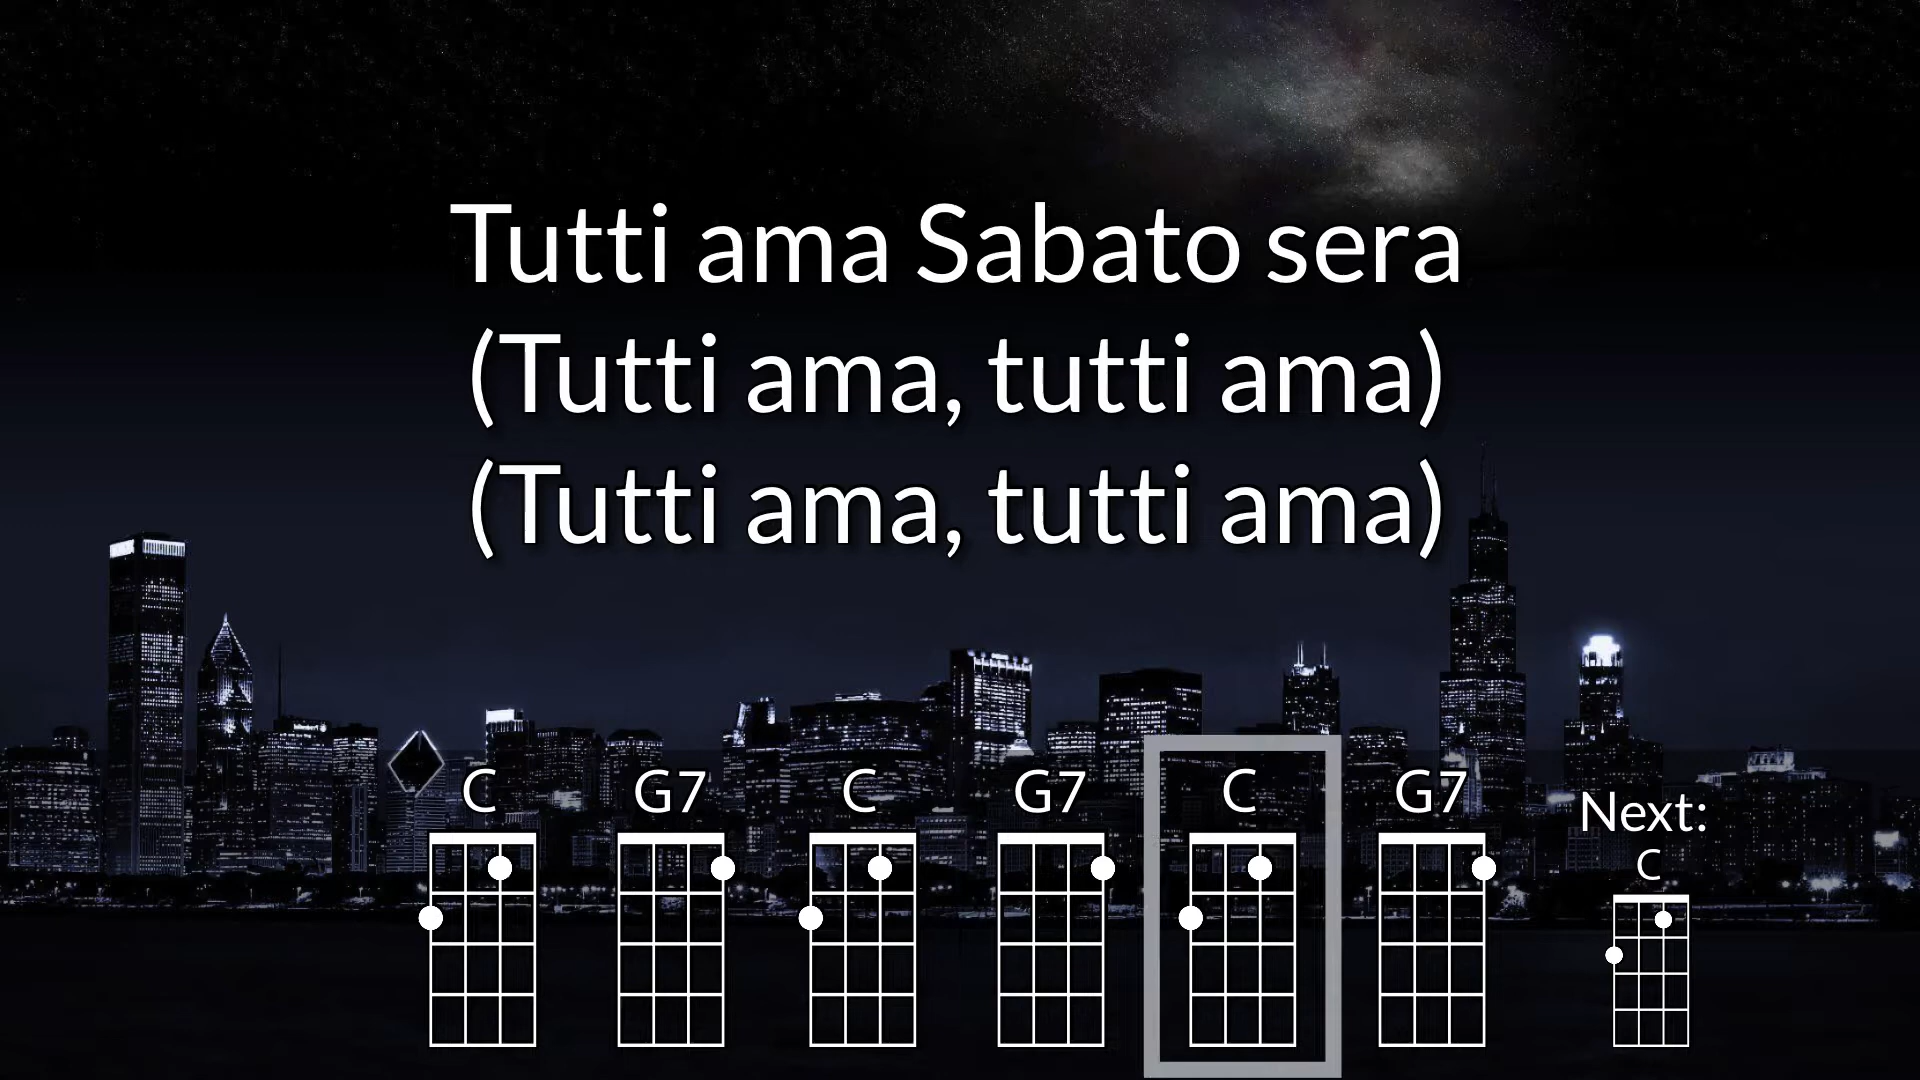 Tutti ama Sabato sera
(Tutti ama, tutti ama)
(Tutti ama, tutti ama)
C G7 C G7 C G7
Next:
C